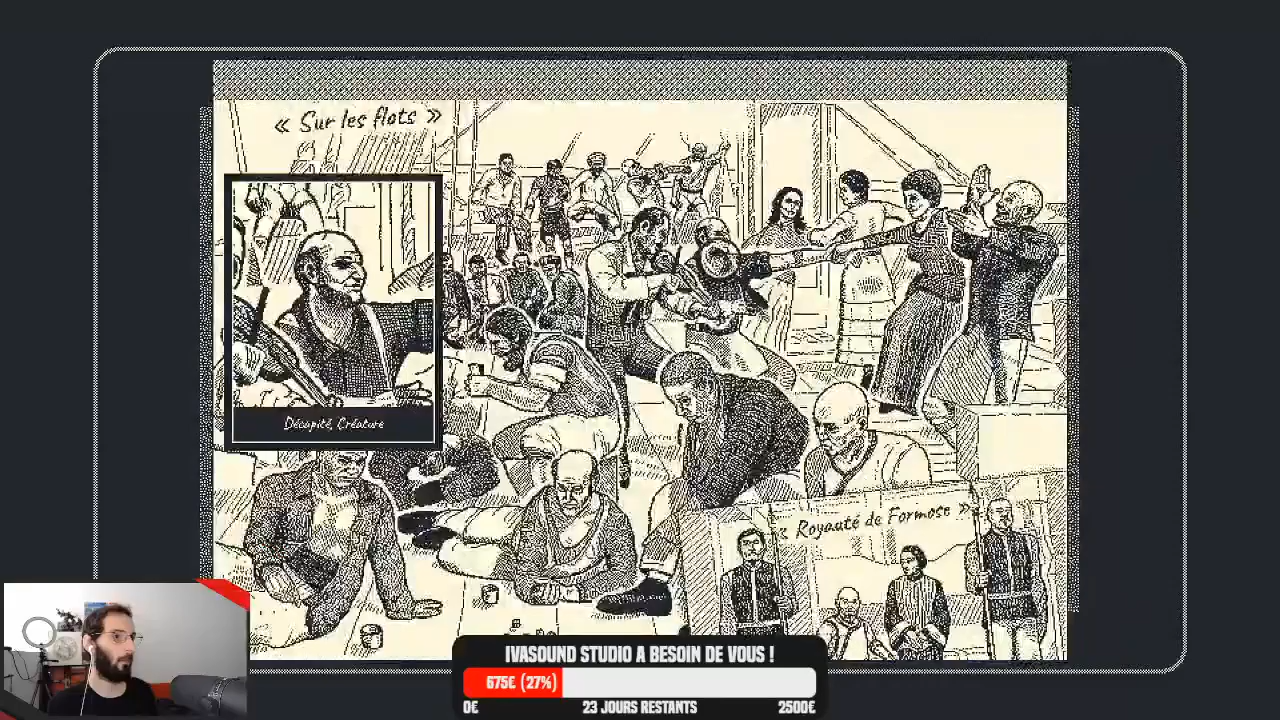 « Sur les flots »
Décapité, Créature
« Royauté de Formose »
IVASOUND STUDIO A BESOIN DE VOUS !
675€ (27%)
0€ 23 JOURS RESTANTS 2500€